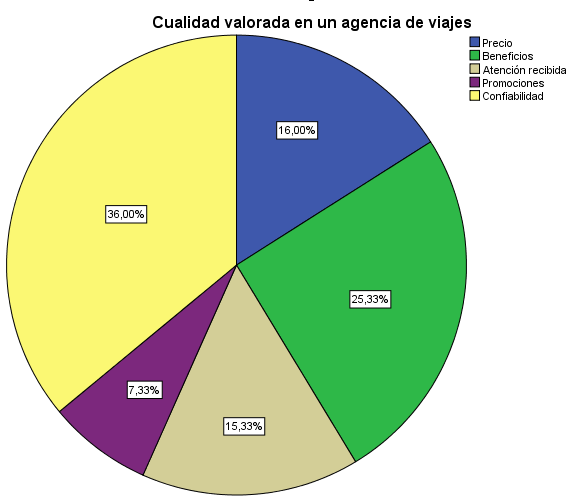 Cualidad valorada en un agencia de viajes
Precio
Beneficios
Atención recibida
Promociones
Confiabilidad
16,00%
36,00%
25,33%
7,33%
15,33%